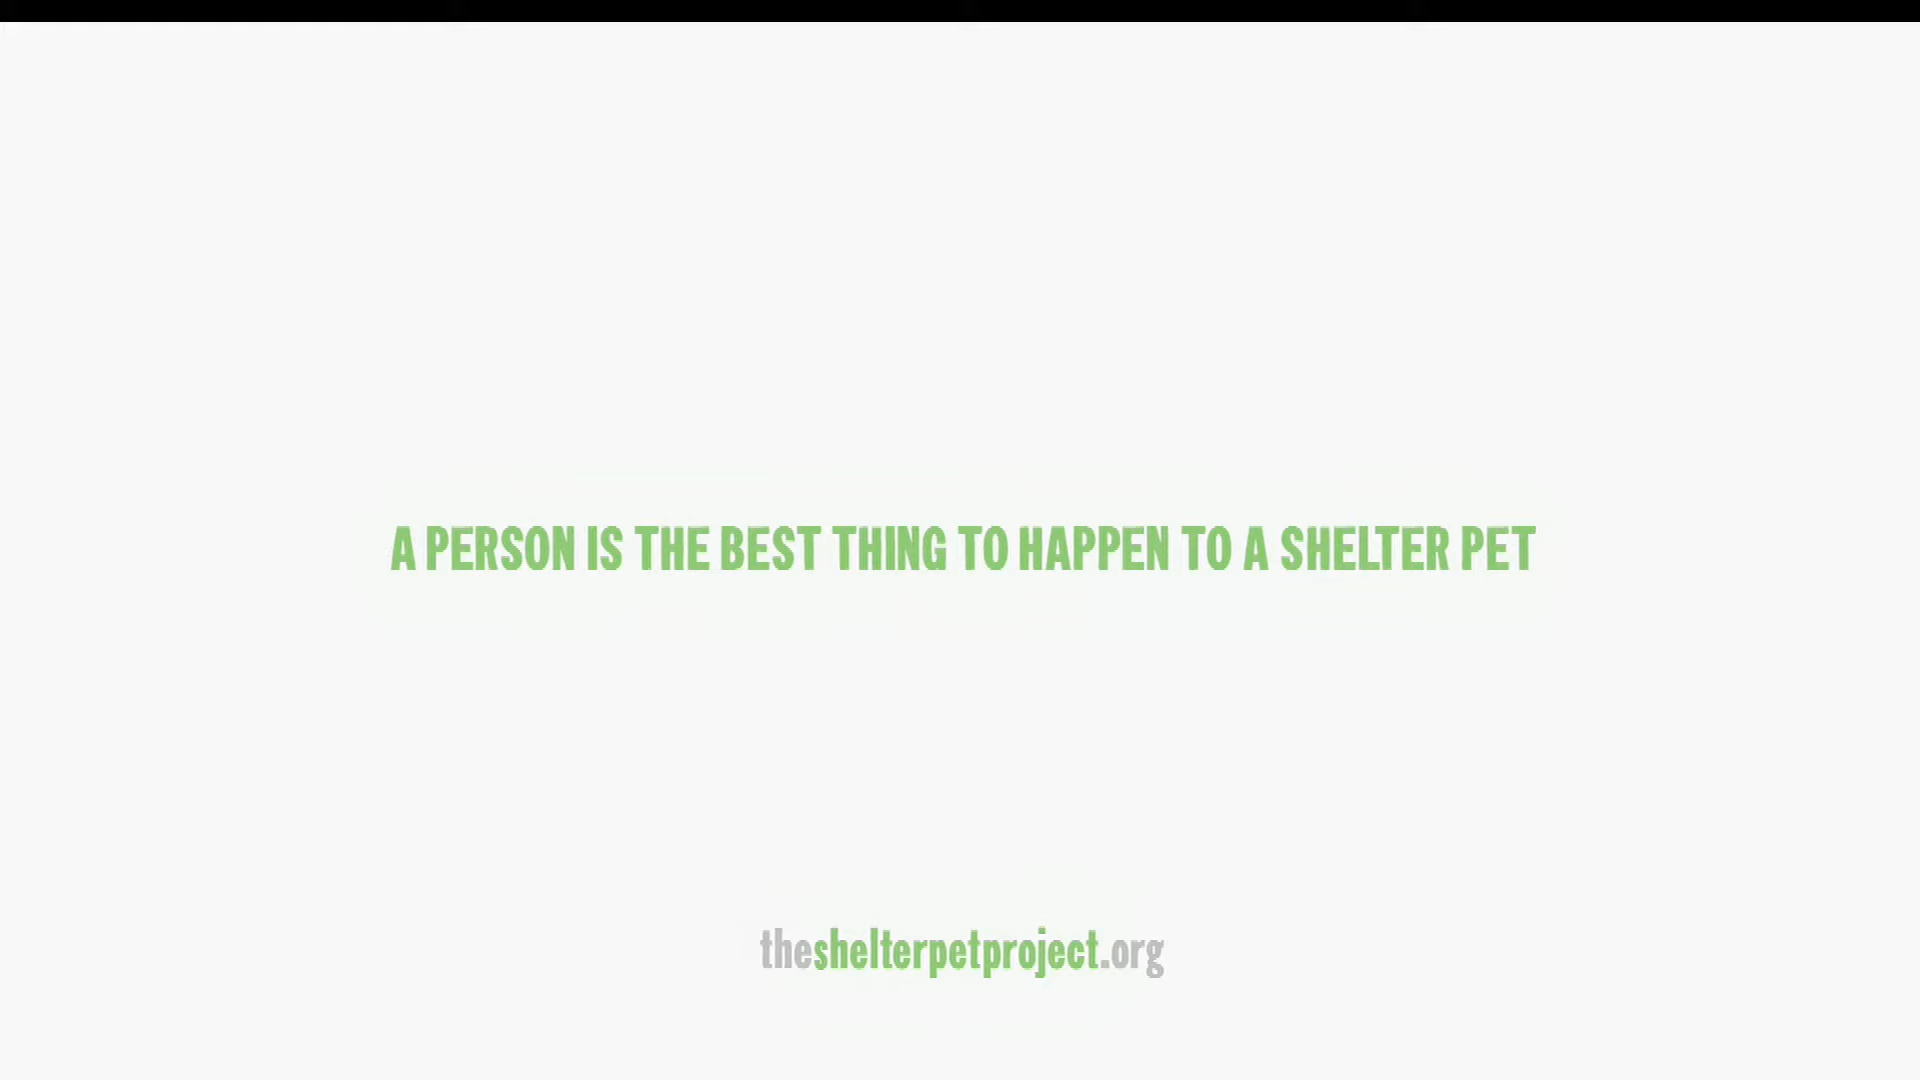 A PERSON IS THE BEST THING TO HAPPEN TO A SHELTER PET
theshelterpetproject.org